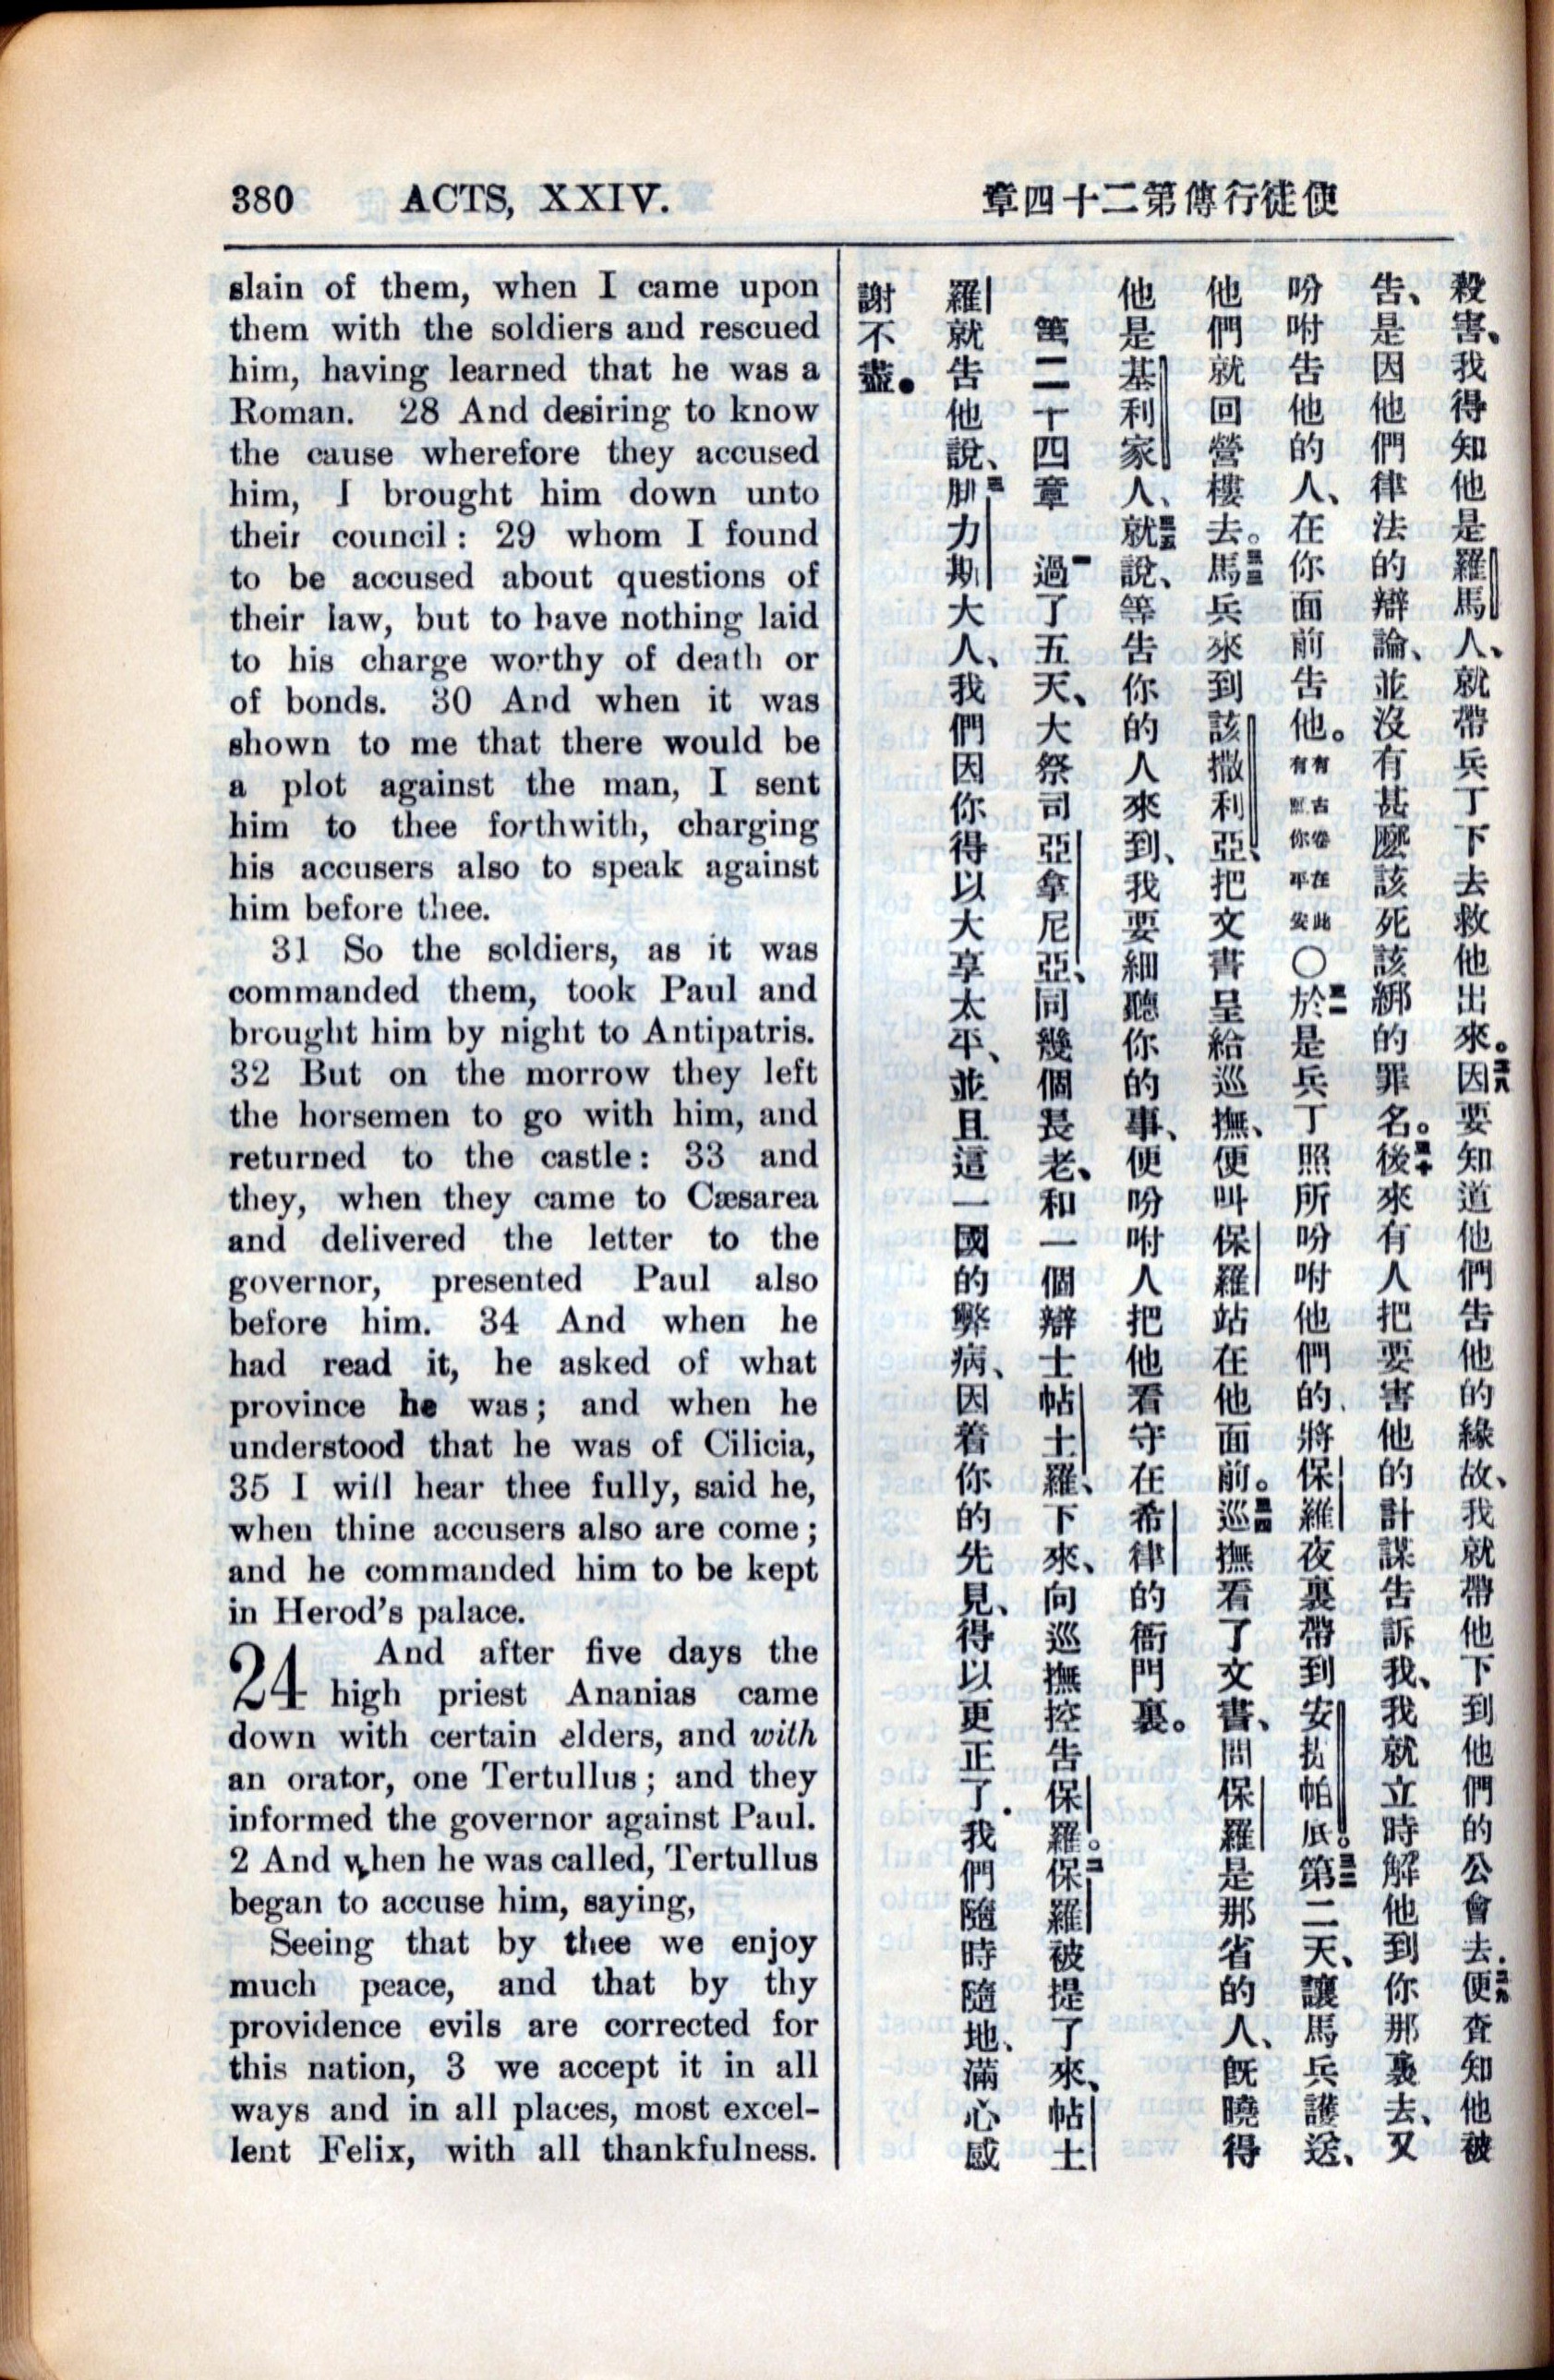 380 ACTS, XXIV.
章四十二第傳行徒使
slain of them, when I came upon
them with the soldiers and rescued
him, having learned that he was a
Roman. 28 And desiring to know
the cause wherefore they accused
him, I brought him down unto
their council: 29 whom I found
to be accused about questions of
their law, but to have nothing laid
to his charge worthy of death or
of bonds. 30 And when it was
shown to me that there would be
a plot against the man, I sent
him to thee forthwith, charging
his accusers also to speak against
him before thee.
31 So the soldiers, as it was
commanded them, took Paul and
brought him by night to Antipatris.
32 But on the morrow they left
the horsemen to go with him, and
returned to the castle: 33 and
they, when they came to Cæsarea
and delivered the letter to the
governor, presented Paul also
before him. 34 And when he
had read it, he asked of what
province he was; and when he
understood that he was of Cilicia,
35 I will hear thee fully, said he,
when thine accusers also are come;
and he commanded him to be kept
in Herod's palace.
24 And after five days the
high priest Ananias came
down with certain elders, and with
an orator, one Tertullus; and they
informed the governor against Paul.
2 And when he was called, Tertullus
began to accuse him, saying,
Seeing that by thee we enjoy
much peace, and that by thy
providence evils are corrected for
this nation, 3 we accept it in all
ways and in all places, most excel-
lent Felix, with all thankfulness.
殺害、我得知他是羅馬人、就帶兵丁下去救他出來。二八因要知道他們告他的緣故、我就帶他下到他們的公會去.二九便查知他被
告、是因他們律法的辯論、並沒有甚麼該死該綁的罪名。三十後來有人把要害他的計謀告訴我、我就立時解他到你那裏去、又
吩咐告他的人、在你面前告他。有古卷在此有願你平安○三一於是兵丁照所吩咐他們的、將保羅夜裏帶到安提帕底。三二第二天、讓馬兵護送、
他們就回營樓去。三三馬兵來到該撒利亞、把文書呈給巡撫、便叫保羅站在他面前。三四巡撫看了文書、問保羅是那省的人、既曉得
他是基利家人、三五就說、等告你的人來到、我要細聽你的事、便吩咐人把他看守在希律的衙門裏。
第二十四章 一過了五天、大祭司亞拿尼亞、同幾個長老、和一個辯士帖土羅、下來、向巡撫控告保羅。二保羅被提了來、帖土
羅就告他說、三腓力斯大人、我們因你得以大享太平、並且這一國的弊病、因着你的先見、得以更正了.我們隨時隨地、滿心感
謝不盡。